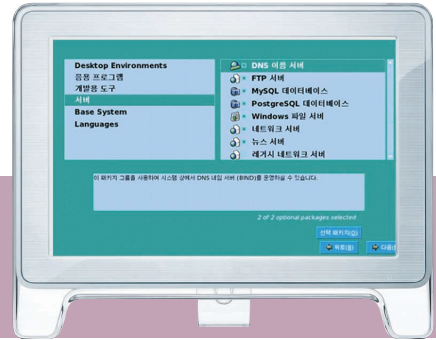 Desktop Environments
응용 프로그램
개발용 도구
서버
Base System
Languages
DNS 이름 서버
FTP 서버
MySQL 데이터베이스
PostgreSQL 데이터베이스
Windows 파일 서버
네트워크 서버
뉴스 서버
레거시 네트워크 서버
이 패키지 그룹을 사용하여 시스템 상에서 DNS 네임 서버 (BIND)를 운영하실 수 있습니다.
2 of 2 optional packages selected
선택 패키지(O)
뒤로(B)
다음(